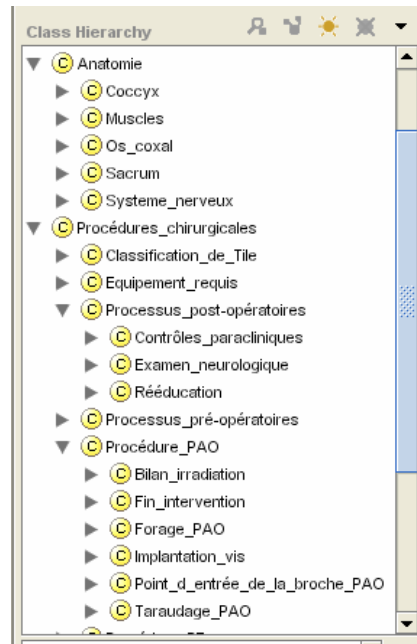 Class Hierarchy
C Anatomie
C Coccyx
C Muscles
C Os_coxal
C Sacrum
C Systeme_nerveux
C Procédures_chirurgicales
C Classification_de_Tile
C Equipement_requis
C Processus_post-opératoires
C Contrôles_paracliniques
C Examen_neurologique
C Rééducation
C Processus_pré-opératoires
C Procédure_PAO
C Bilan_irradiation
C Fin_intervention
C Forage_PAO
C Implantation_vis
C Point_d_entrée_de_la_broche_PAO
C Taraudage_PAO